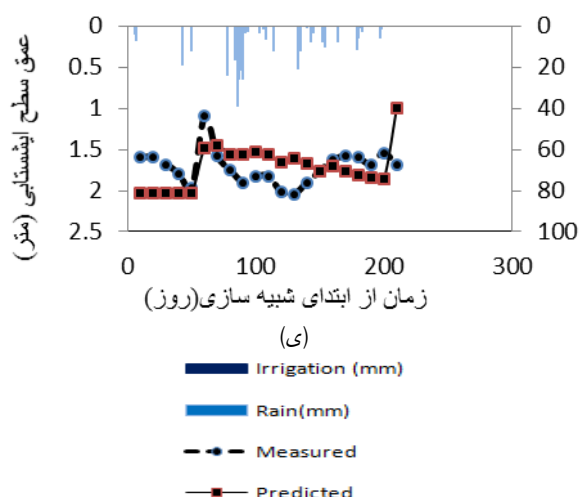 عمق سطح ایستابی (متر)
0
0.5
1
1.5
2
2.5
0
20
40
60
80
100
0 100 200 300
زمان از ابتدای شبیه سازی(روز)
(ی)
Irrigation (mm)
Rain(mm)
Measured
Predicted